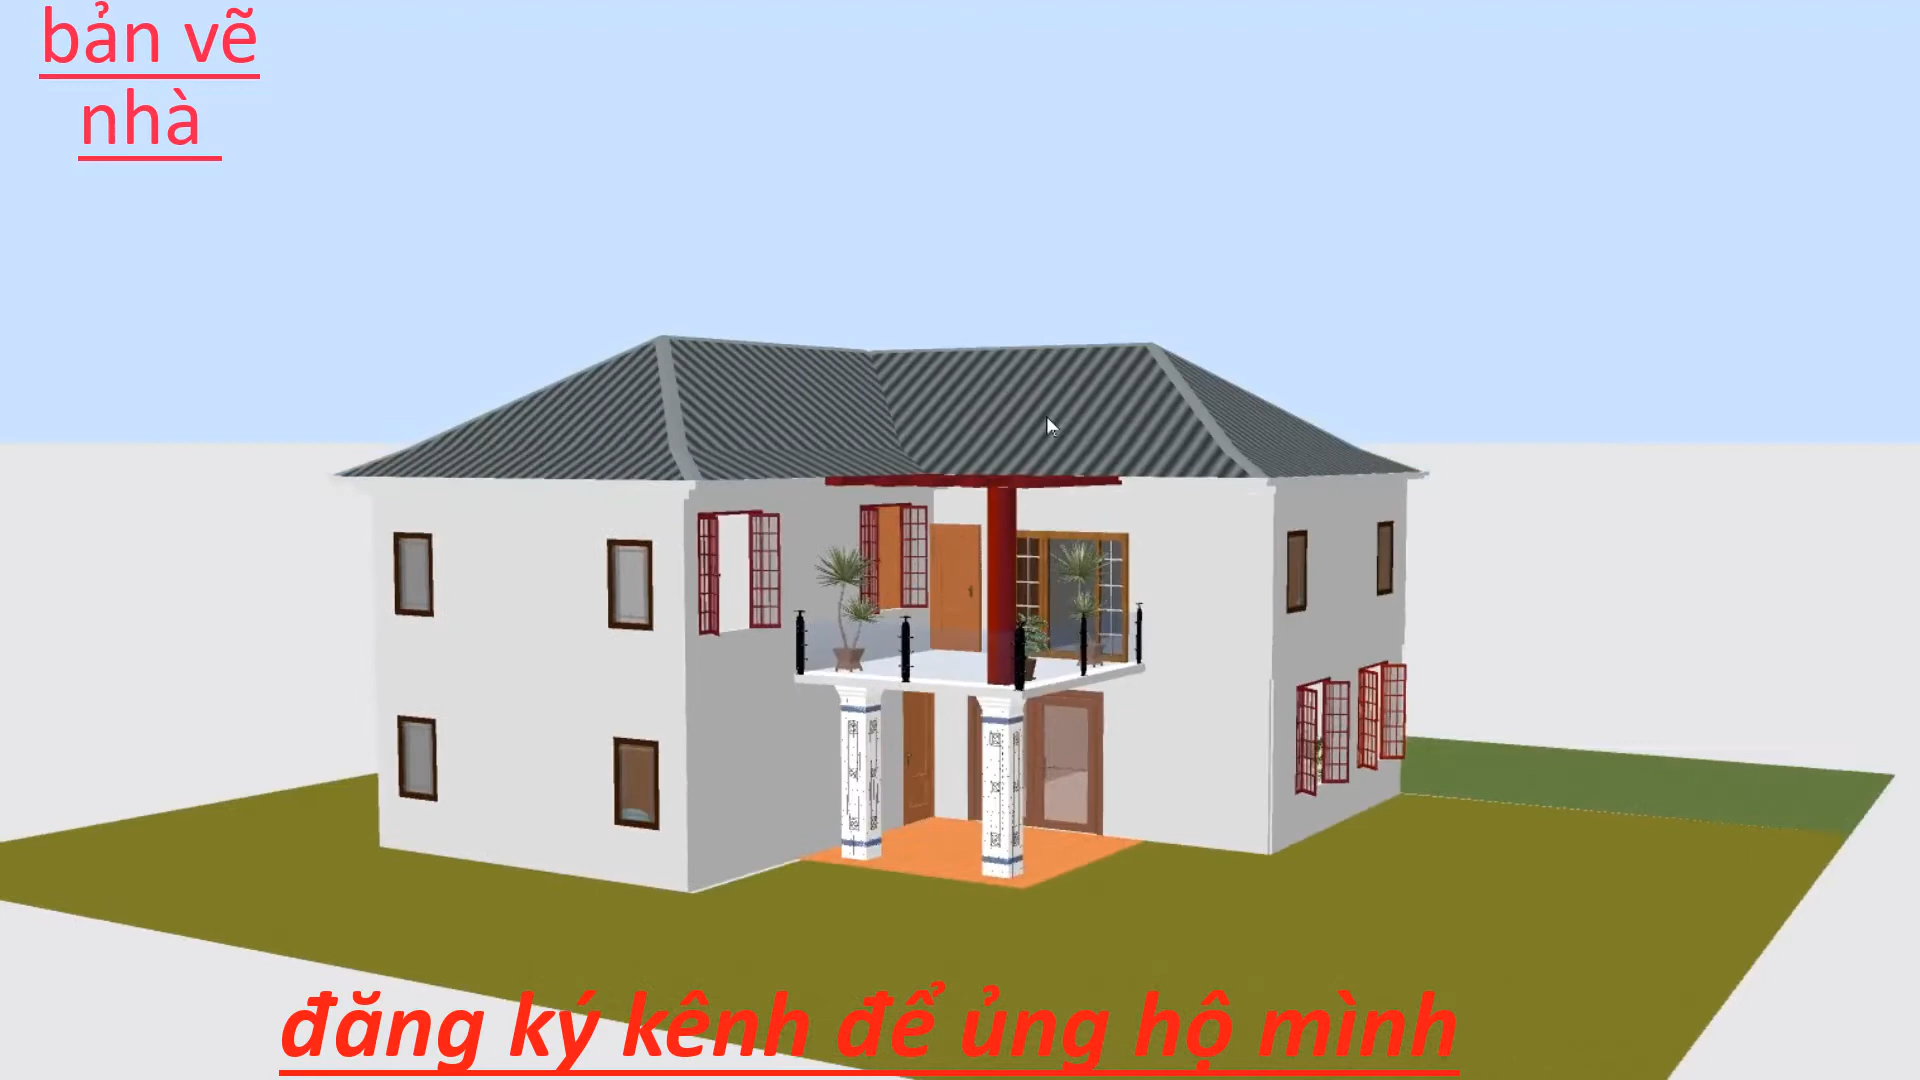 bản vẽ
nhà
đăng ký kênh để ủng hộ mình